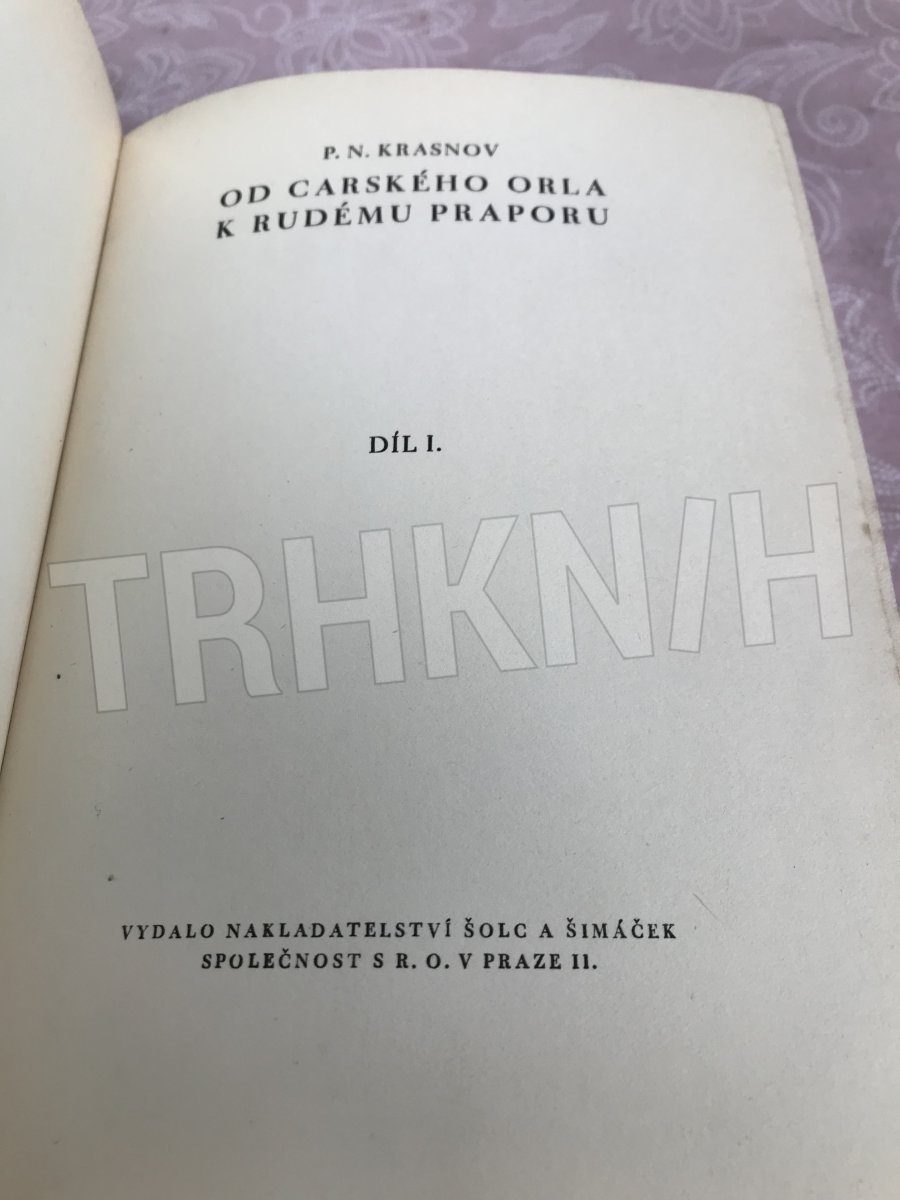 P. N. KRASNOV
OD CARSKÉHO ORLA
K RUDÉMU PRAPORU
DÍL I.
TRHKNIH
VYDALO NAKLADATELSTVÍ ŠOLC A ŠIMÁČEK
SPOLEČNOST S R. O. V PRAZE II.